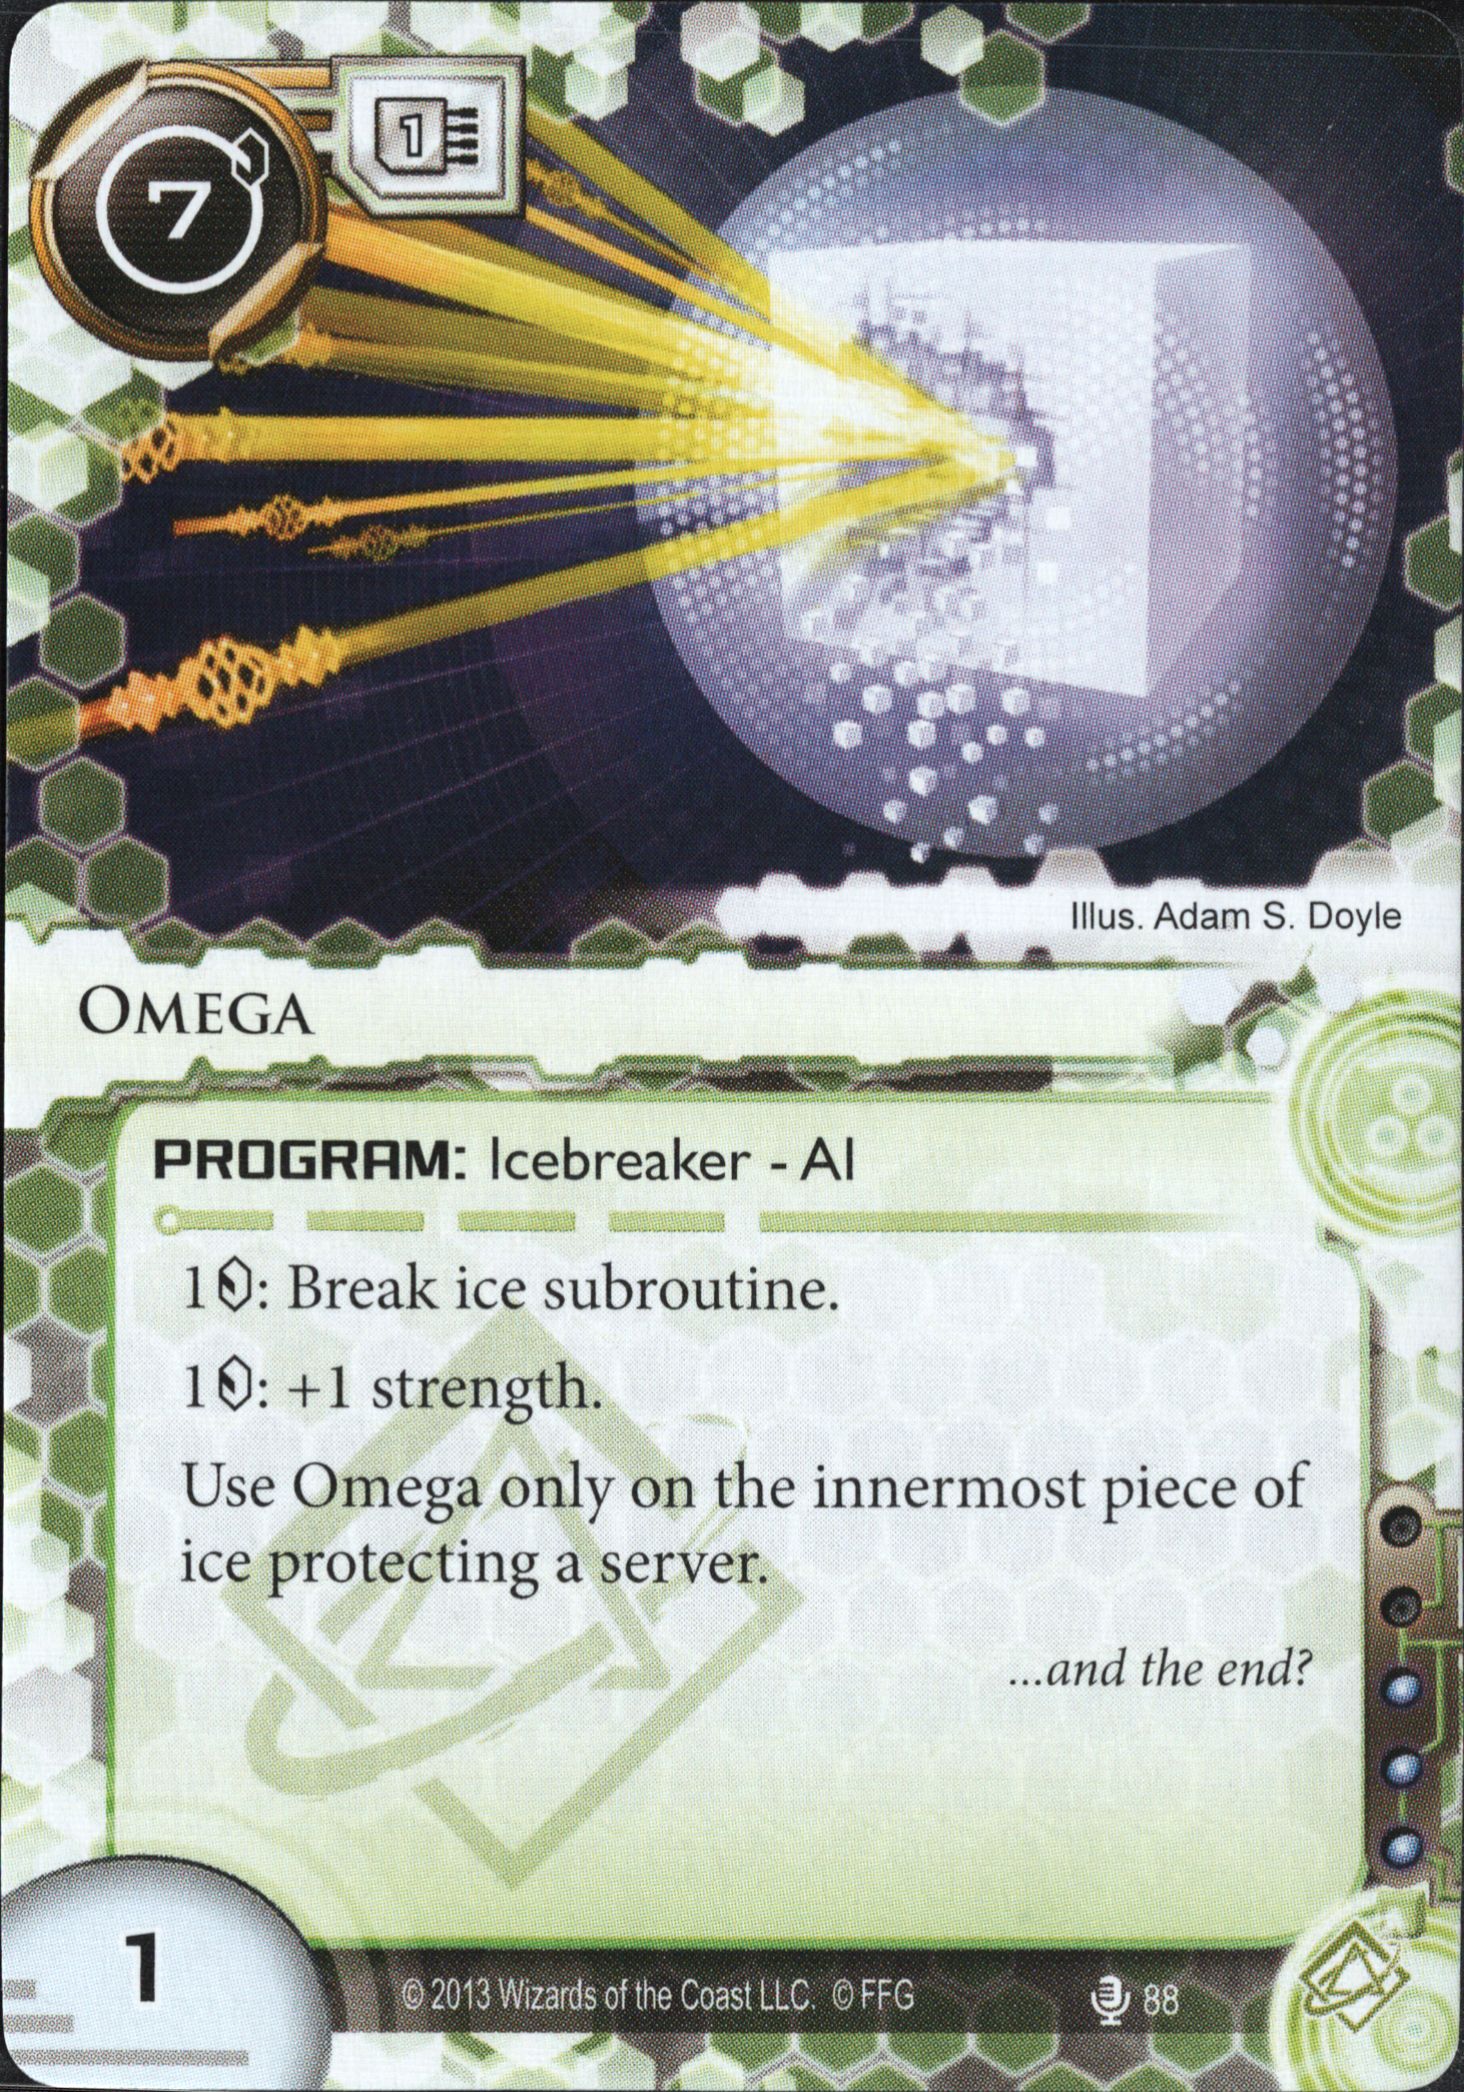 7
1
Illus. Adam S. Doyle
OMEGA
PROGRAM: Icebreaker - AI
1: Break ice subroutine.
1: +1 strength.
Use Omega only on the innermost piece of
ice protecting a server.
...and the end?
1
© 2013 Wizards of the Coast LLC. © FFG 88